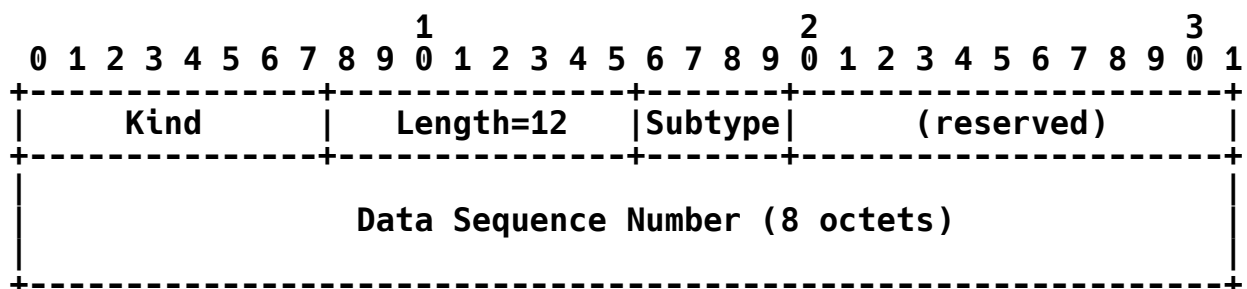 1                   2                   3
 0 1 2 3 4 5 6 7 8 9 0 1 2 3 4 5 6 7 8 9 0 1 2 3 4 5 6 7 8 9 0 1
+---------------+---------------+-------+-----------------------+
|     Kind      |   Length=12   |Subtype|      (reserved)       |
+---------------+---------------+-------+-----------------------+
|                                                               |
|                 Data Sequence Number (8 octets)               |
|                                                               |
+---------------------------------------------------------------+